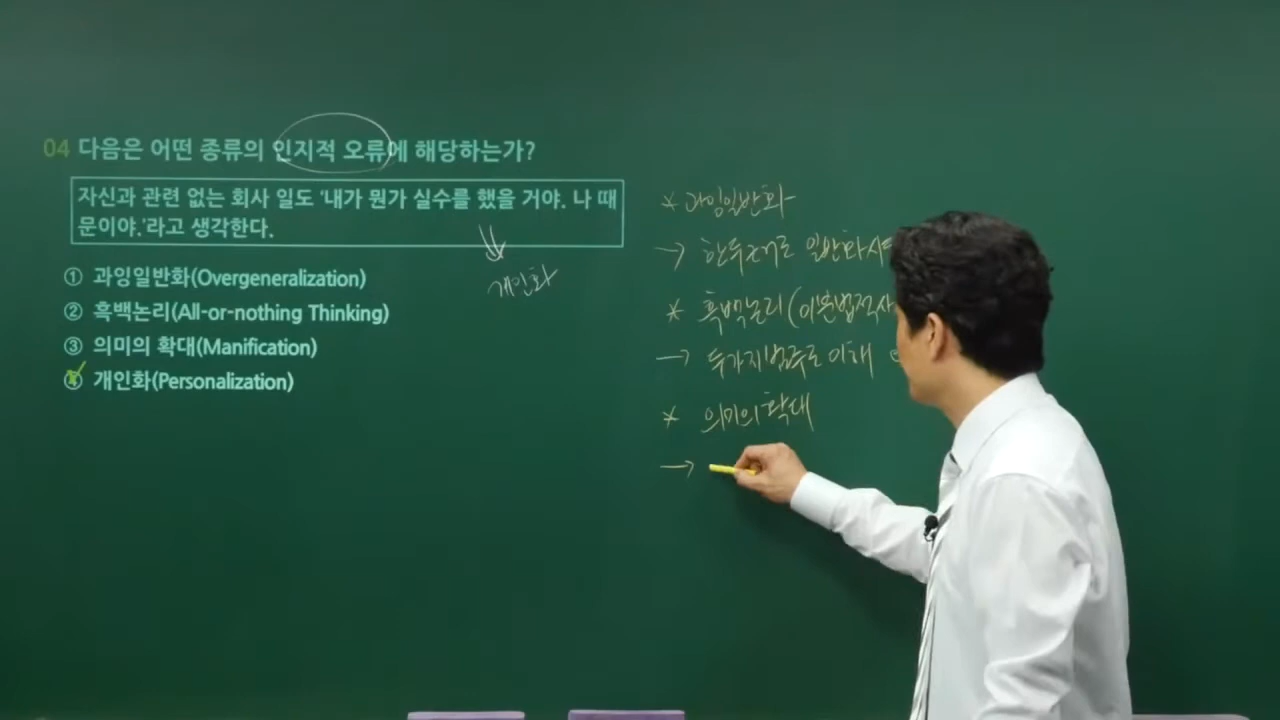 04 다음은 어떤 종류의 인지적 오류에 해당하는가?
자신과 관련 없는 회사 일도 '내가 뭔가 실수를 했을 거야. 나 때
문이야.'라고 생각한다.
① 과잉일반화(Overgeneralization)
② 흑백논리(All-or-nothing Thinking)
③ 의미의 확대(Manification)
④ 개인화(Personalization)
개인화
* 과잉일반화
→ 한두 일반화
* 흑백논리(이분법적사
→ 두가지범주로 이해
* 의미의 확대
→